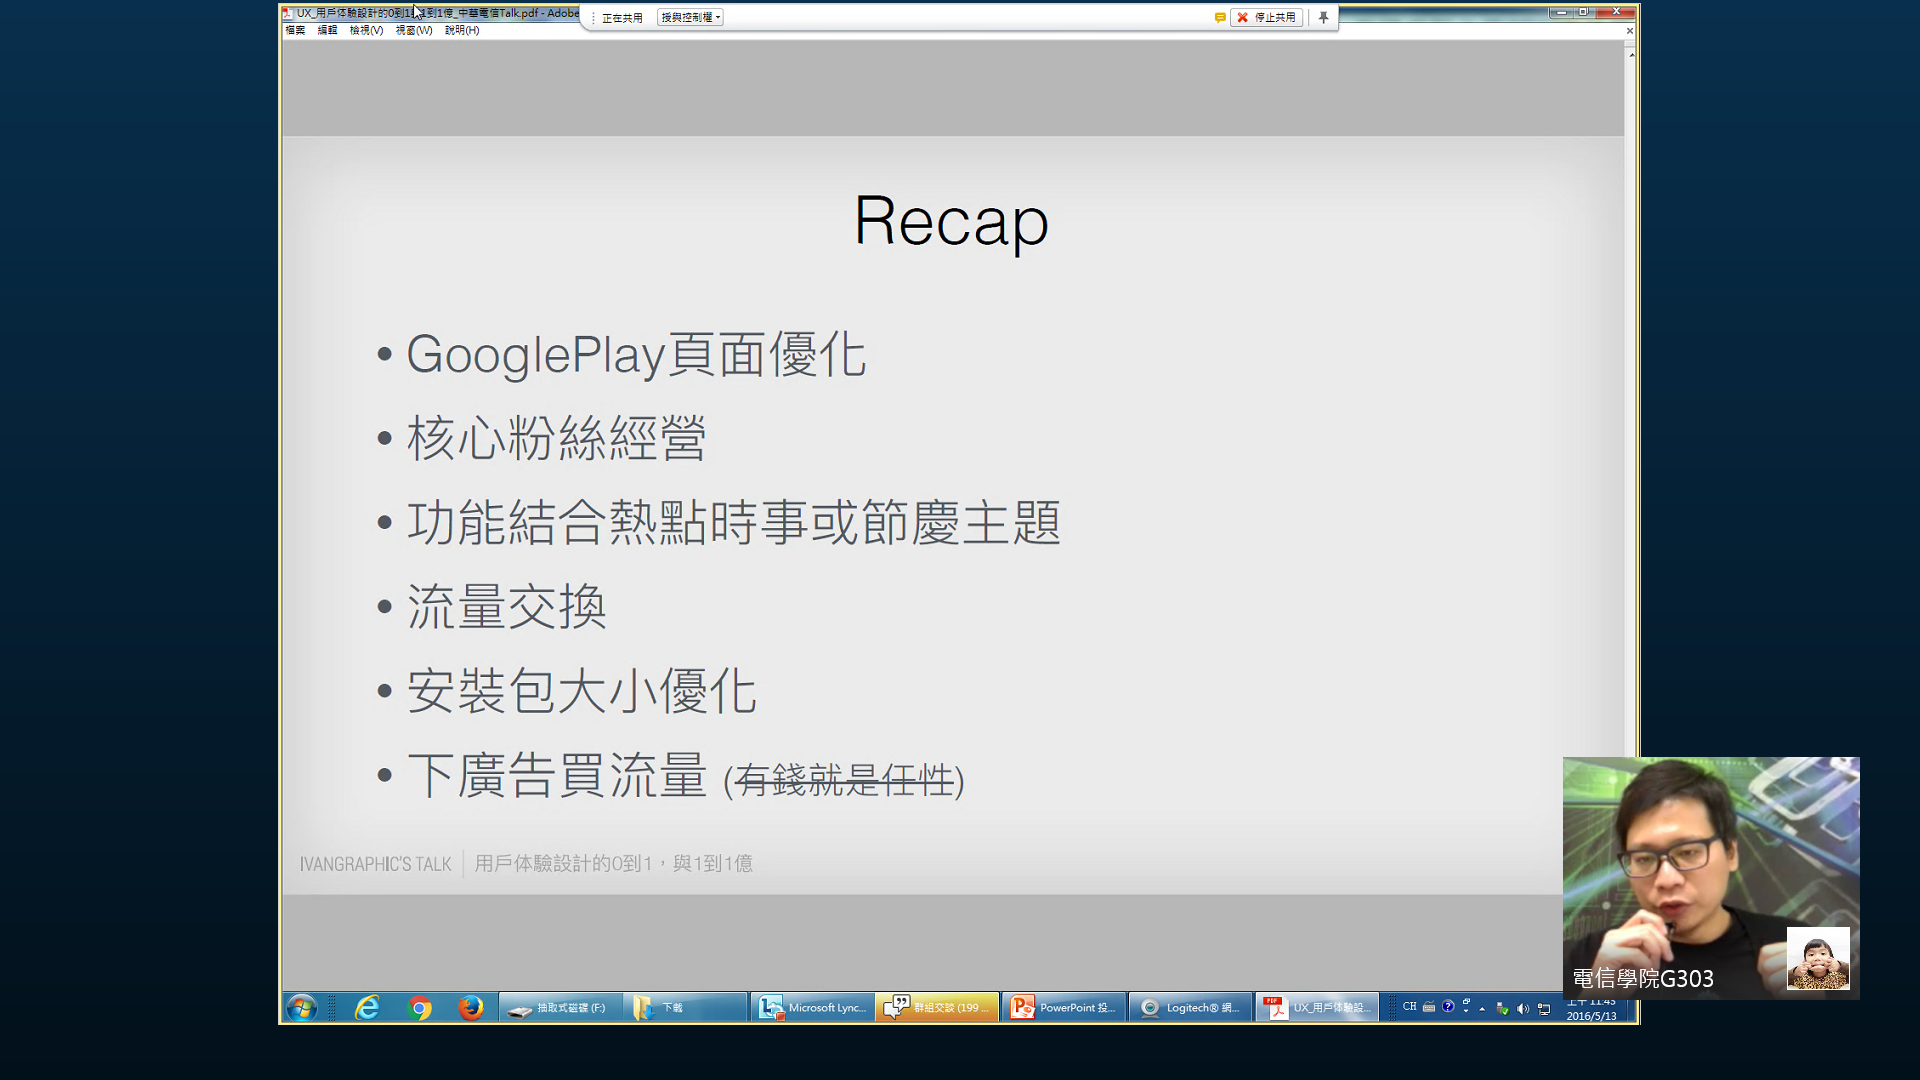 UX_用戶体驗設計的0到1與1到1億_中華電信Talk.pdf - Adobe
正在共用
授與控制權
停止共用
檔案 編輯 檢視(V) 視窗(W) 說明(H)
Recap
• GooglePlay頁面優化
• 核心粉絲經營
• 功能結合熱點時事或節慶主題
• 流量交換
• 安裝包大小優化
• 下廣告買流量 (有錢就是任性)
IVANGRAPHIC'S TALK
用戶体驗設計的0到1,與1到1億
電信學院G303
抽取式磁碟 (F:)
下載
Microsoft Lync...
群組交談 (199 ...
PowerPoint 投...
Logitech® 網...
UX_用戶体驗設...
CH
上午 11:43
2016/5/13